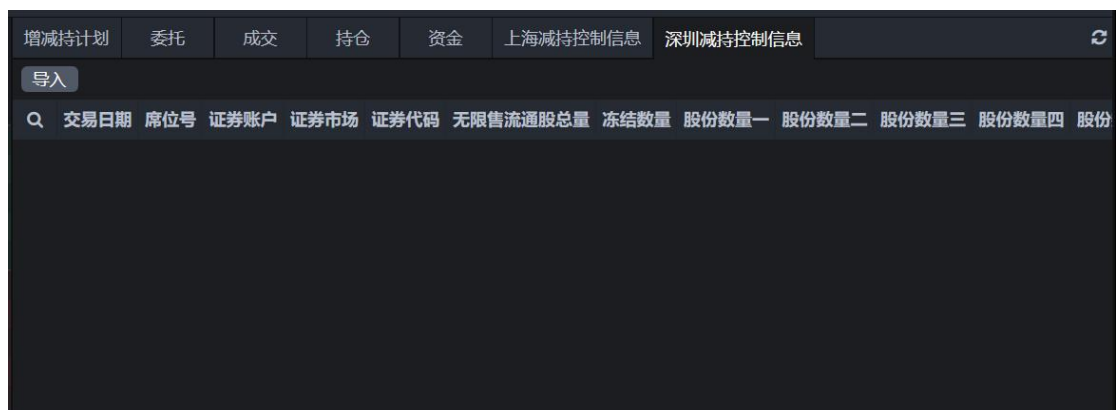 增减持计划 委托 成交 持仓 资金 上海减持控制信息 深圳减持控制信息
导入
交易日期 席位号 证券账户 证券市场 证券代码 无限售流通股总量 冻结数量 股份数量一 股份数量二 股份数量三 股份数量四 股份